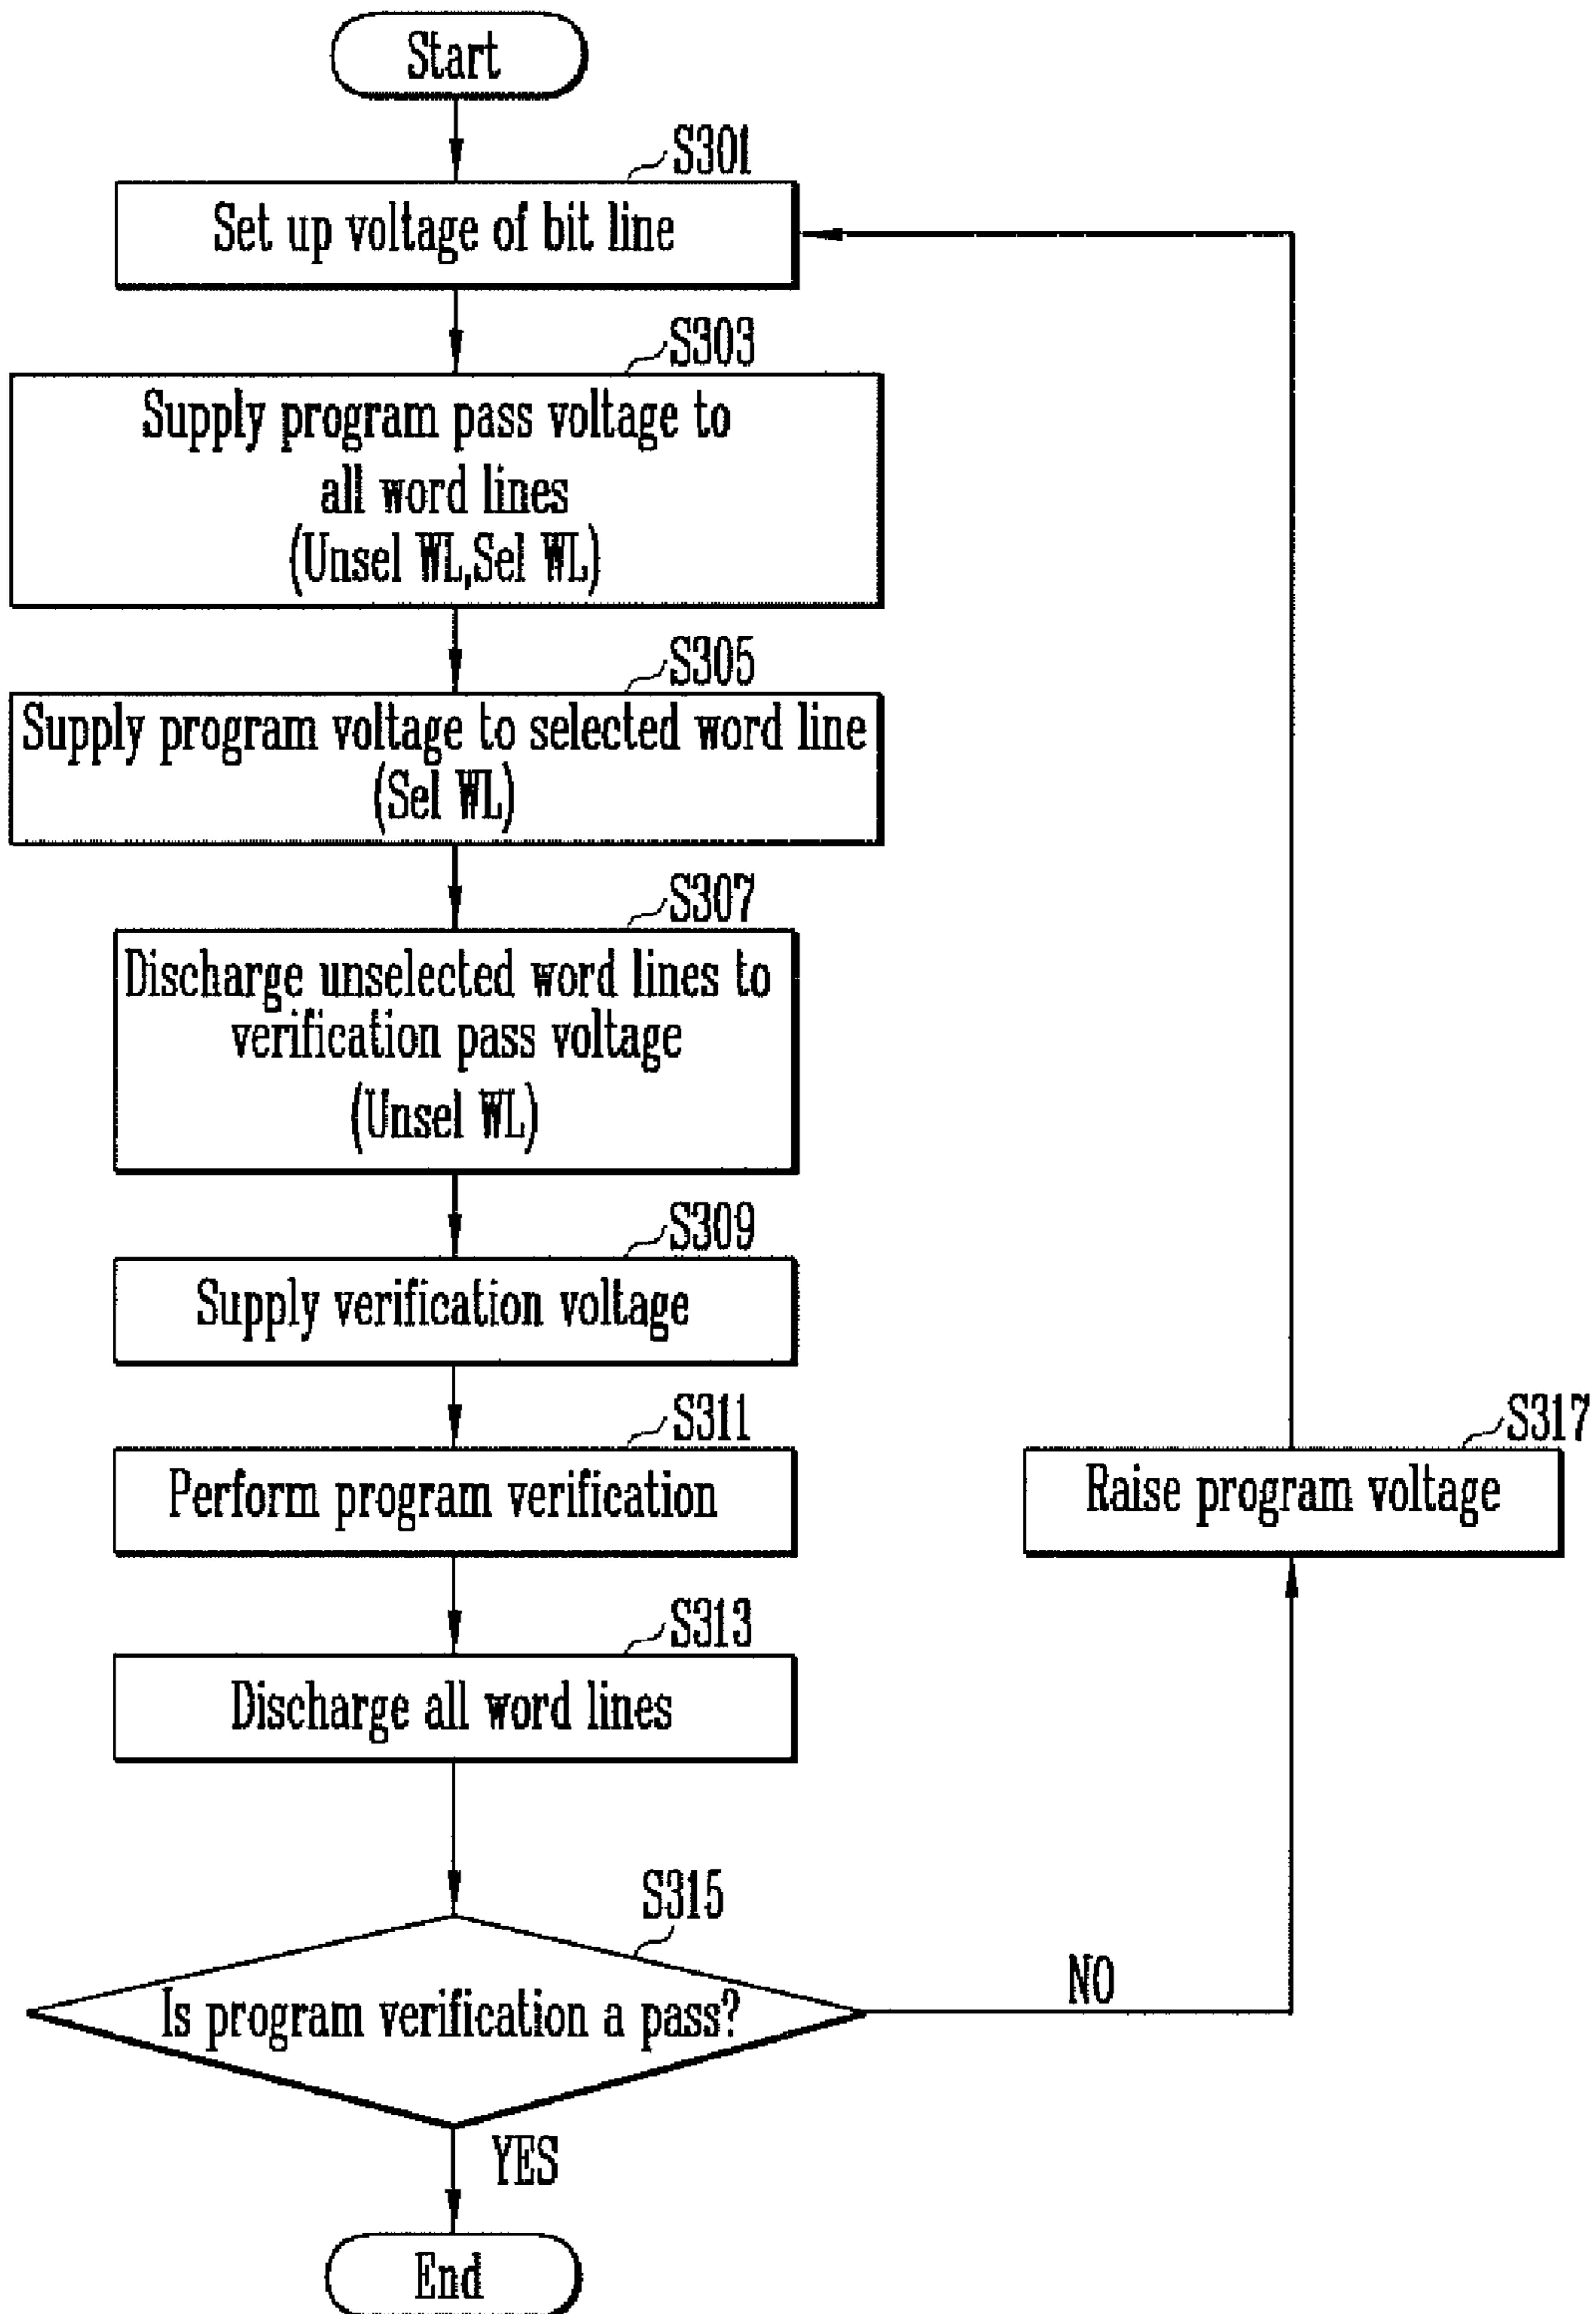 Start
S301
Set up voltage of bit line
S303
Supply program pass voltage to
all word lines
(Unsel WL,Sel WL)
S305
Supply program voltage to selected word line
(Sel WL)
S307
Discharge unselected word lines to
verification pass voltage
(Unsel WL)
S309
Supply verification voltage
S311
Perform program verification
S317
Raise program voltage
S313
Discharge all word lines
S315
Is program verification a pass?
NO
YES
End